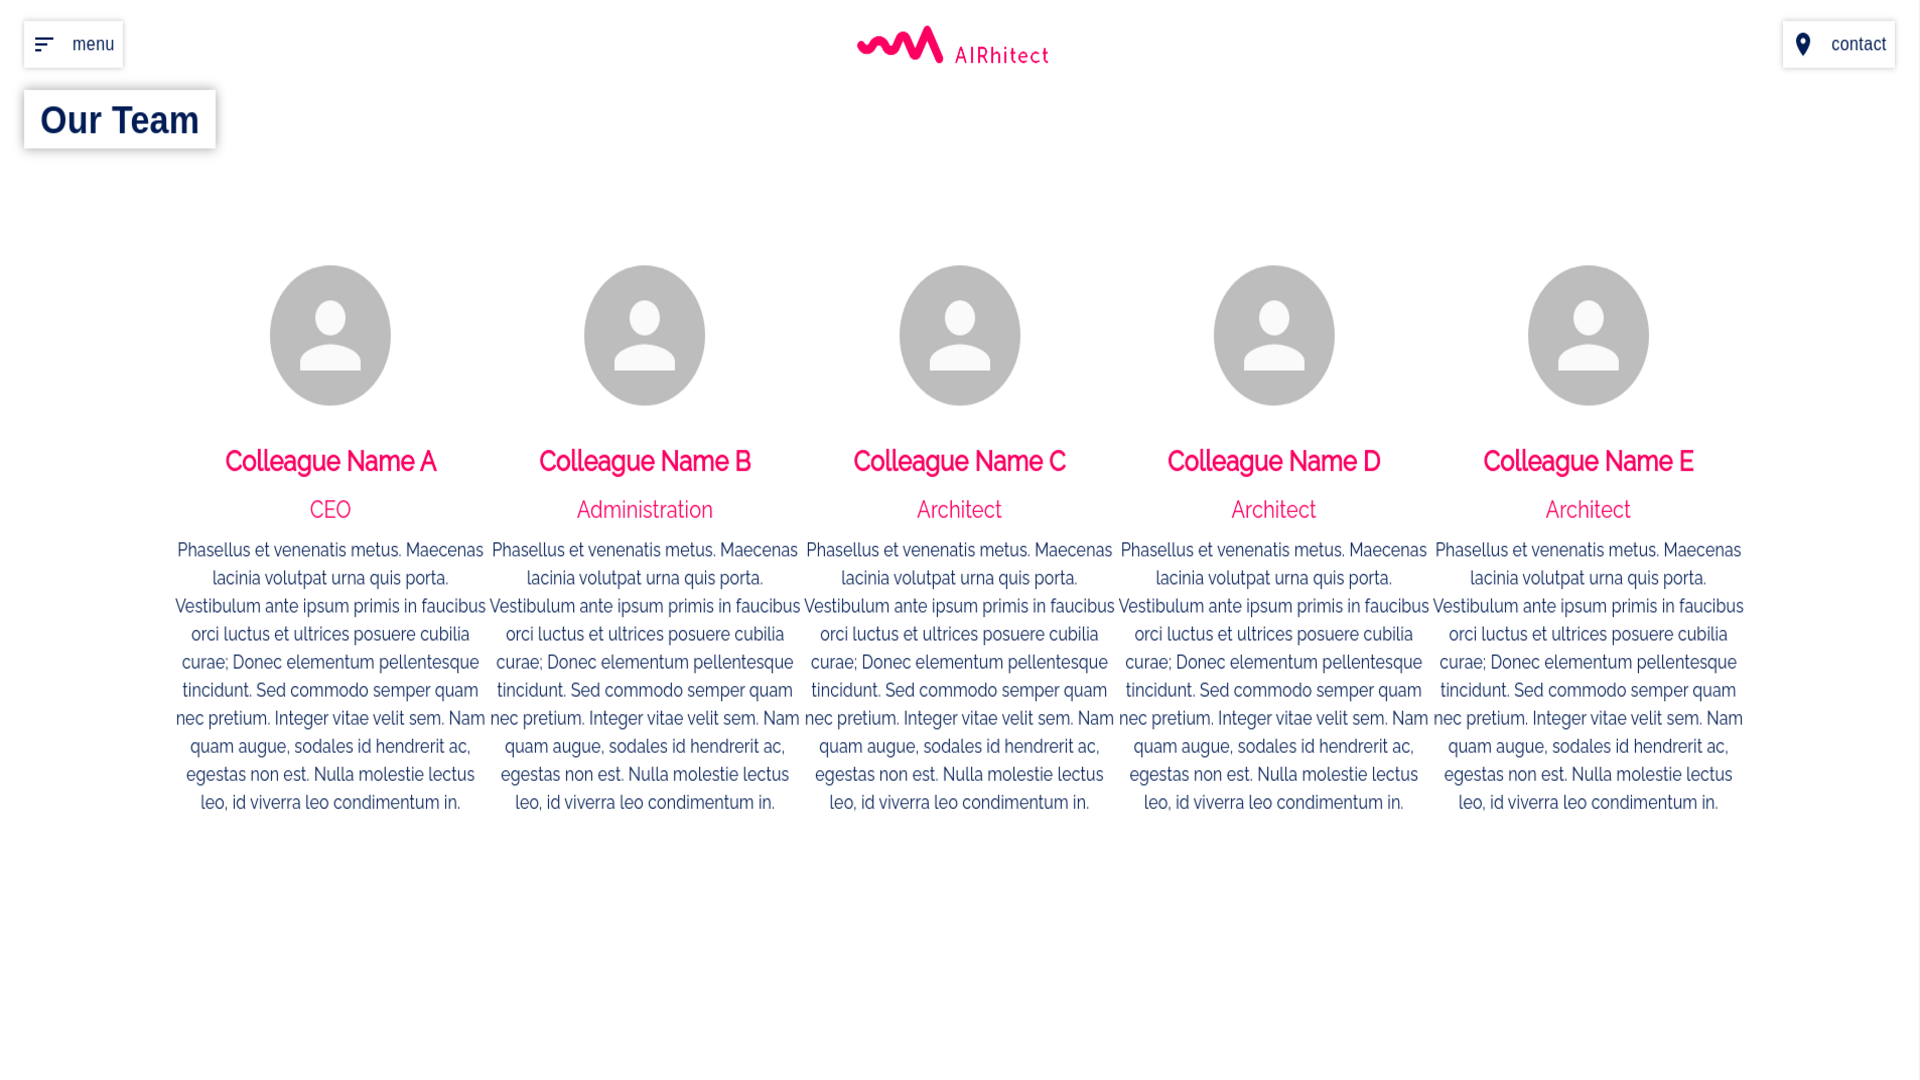 menu
AIRhitect
contact
Our Team
Colleague Name A
CEO
Phasellus et venenatis metus. Maecenas
lacinia volutpat urna quis porta.
Vestibulum ante ipsum primis in faucibus
orci luctus et ultrices posuere cubilia
curae; Donec elementum pellentesque
tincidunt. Sed commodo semper quam
nec pretium. Integer vitae velit sem. Nam
quam augue, sodales id hendrerit ac,
egestas non est. Nulla molestie lectus
leo, id viverra leo condimentum in.
Colleague Name B
Administration
Phasellus et venenatis metus. Maecenas
lacinia volutpat urna quis porta.
Vestibulum ante ipsum primis in faucibus
orci luctus et ultrices posuere cubilia
curae; Donec elementum pellentesque
tincidunt. Sed commodo semper quam
nec pretium. Integer vitae velit sem. Nam
quam augue, sodales id hendrerit ac,
egestas non est. Nulla molestie lectus
leo, id viverra leo condimentum in.
Colleague Name C
Architect
Phasellus et venenatis metus. Maecenas
lacinia volutpat urna quis porta.
Vestibulum ante ipsum primis in faucibus
orci luctus et ultrices posuere cubilia
curae; Donec elementum pellentesque
tincidunt. Sed commodo semper quam
nec pretium. Integer vitae velit sem. Nam
quam augue, sodales id hendrerit ac,
egestas non est. Nulla molestie lectus
leo, id viverra leo condimentum in.
Colleague Name D
Architect
Phasellus et venenatis metus. Maecenas
lacinia volutpat urna quis porta.
Vestibulum ante ipsum primis in faucibus
orci luctus et ultrices posuere cubilia
curae; Donec elementum pellentesque
tincidunt. Sed commodo semper quam
nec pretium. Integer vitae velit sem. Nam
quam augue, sodales id hendrerit ac,
egestas non est. Nulla molestie lectus
leo, id viverra leo condimentum in.
Colleague Name E
Architect
Phasellus et venenatis metus. Maecenas
lacinia volutpat urna quis porta.
Vestibulum ante ipsum primis in faucibus
orci luctus et ultrices posuere cubilia
curae; Donec elementum pellentesque
tincidunt. Sed commodo semper quam
nec pretium. Integer vitae velit sem. Nam
quam augue, sodales id hendrerit ac,
egestas non est. Nulla molestie lectus
leo, id viverra leo condimentum in.